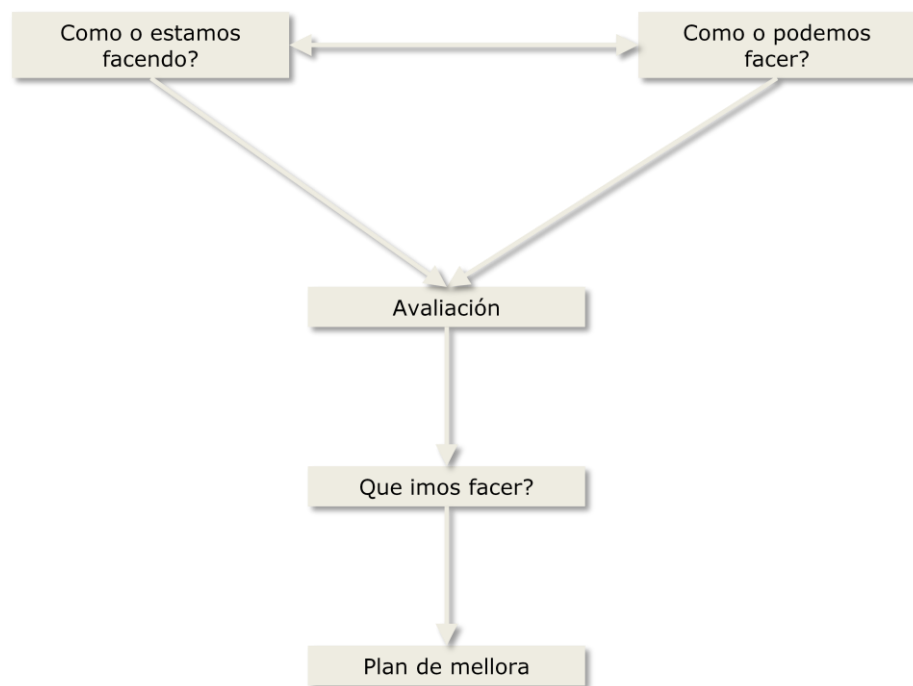 Como o estamos
facendo?
Como o podemos
facer?
Avaliación
Que imos facer?
Plan de mellora